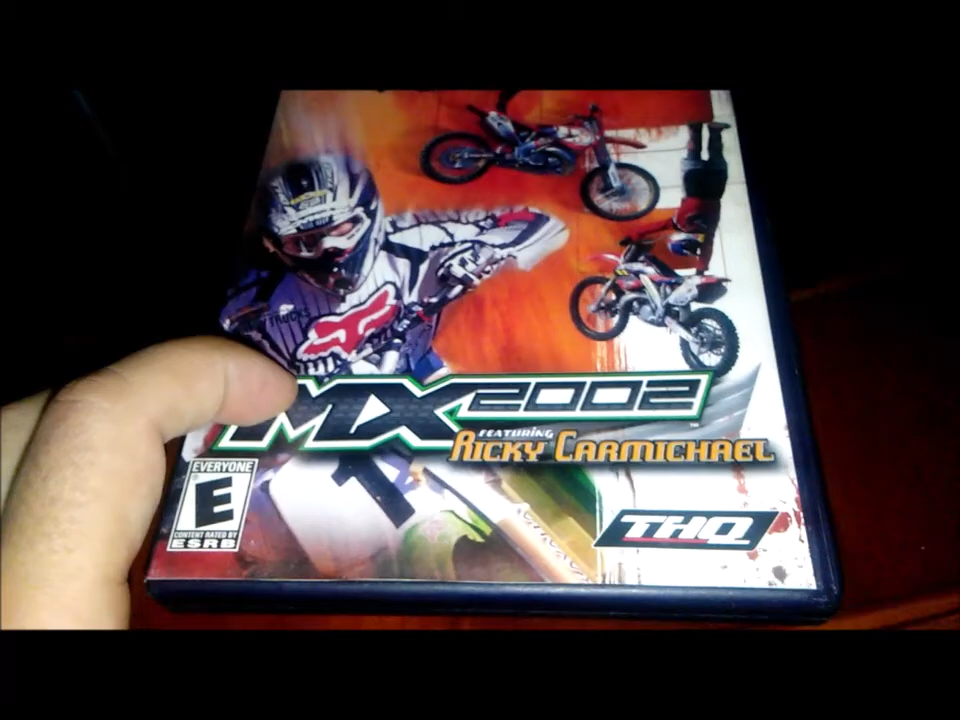 MX2002
FEATURING
RICKY CARMICHAEL
EVERYONE
E
CONTENT RATED BY
ESRB
THQ